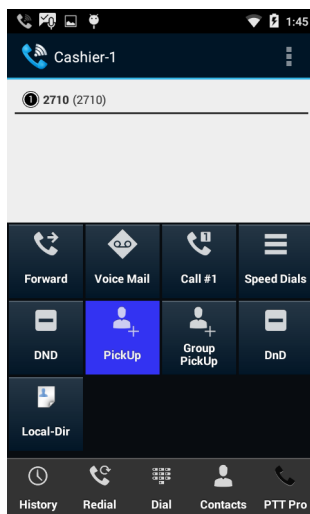 1:45
Cashier-1
1 2710 (2710)
Forward Voice Mail Call #1 Speed Dials
DND PickUp Group PickUp DnD
Local-Dir
History Redial Dial Contacts PTT Pro